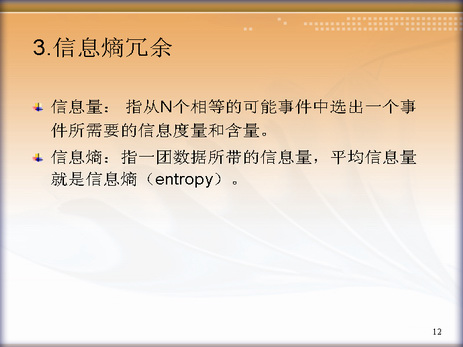 3.信息熵冗余
信息量： 指从N个相等的可能事件中选出一个事
件所需要的信息度量和含量。
信息熵：指一团数据所带的信息量，平均信息量
就是信息熵（entropy）。
12